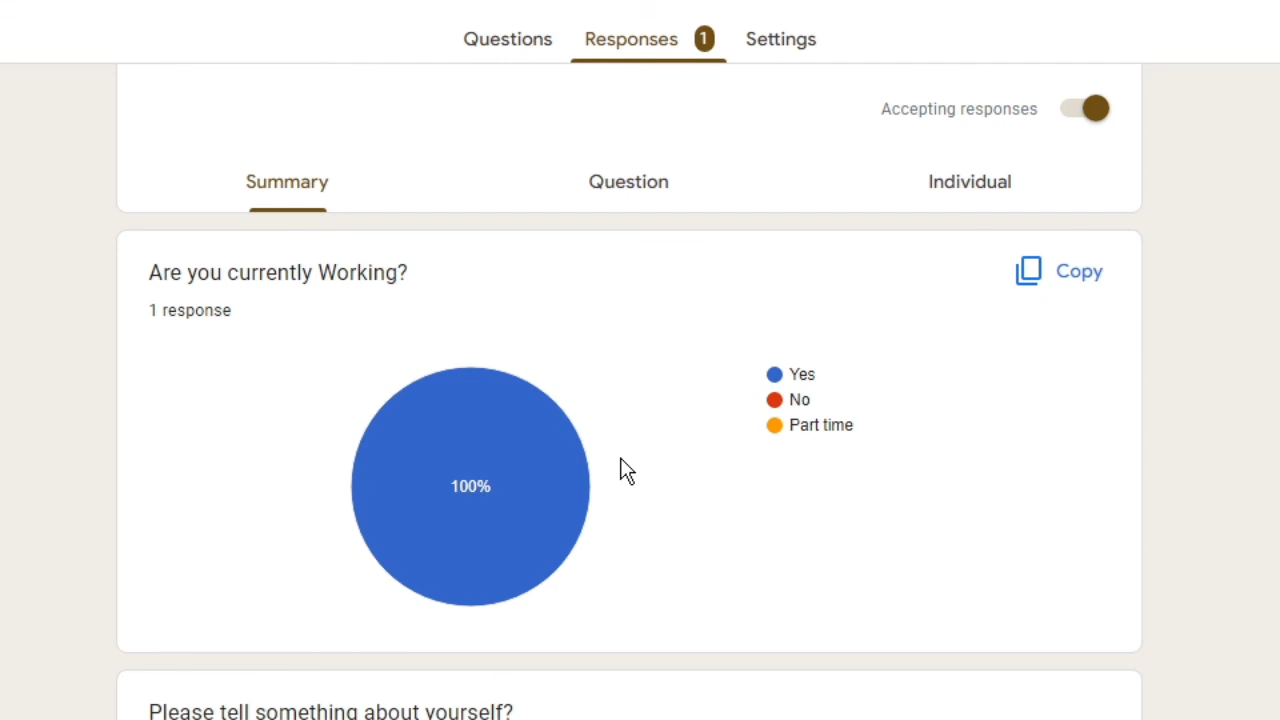 Questions Responses 1 Settings
Accepting responses
Summary Question Individual
Are you currently Working? Copy
1 response
Yes
No
Part time
100%
Please tell something about yourself?